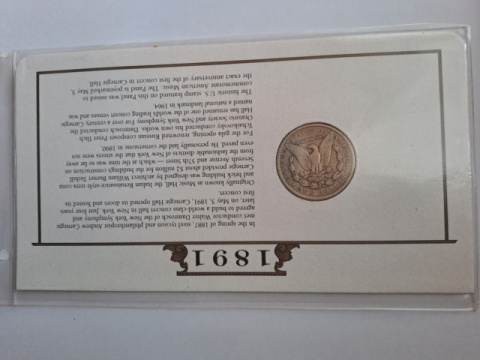 1891
In the spring of 1887, steel tycoon and philanthropist Andrew Carnegie
met conductor Walter Damrosch of the New York Symphony and
agreed to build a world class concert hall in New York. Just four years
later, on May 5, 1891, Carnegie Hall opened its doors and hosted its
first concert.
Originally known as Music Hall, the Italian Renaissance-style terra cotta
and brick building was designed by architect William Burnet Tuthill.
Carnegie provided about $2 million for the building's construction on
Seventh Avenue and 57th Street — which at the time was so far away
from the fashionable districts of New York that the streets were not
even paved. He personally laid the cornerstone in 1890.
For the gala opening, renowned Russian composer Peter Ilich
Tchaikovsky conducted his own works. Damrosch conducted the
Oratorio Society and New York Symphony. For over a century, Carnegie
Hall has remained one of the world's leading concert venues and was
named a national landmark in 1964.
The historic U.S. stamp featured on this Panel was issued to
commemorate American Music. The Panel is postmarked May 5,
the exact anniversary of the first concert in Carnegie Hall.